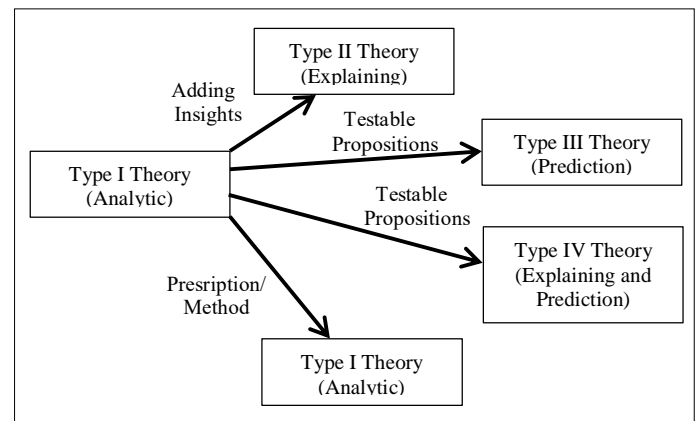 Type II Theory
(Explaining)
Adding
Insights
Testable
Propositions
Type III Theory
(Prediction)
Type I Theory
(Analytic)
Testable
Propositions
Type IV Theory
(Explaining and
Prediction)
Presription/
Method
Type I Theory
(Analytic)